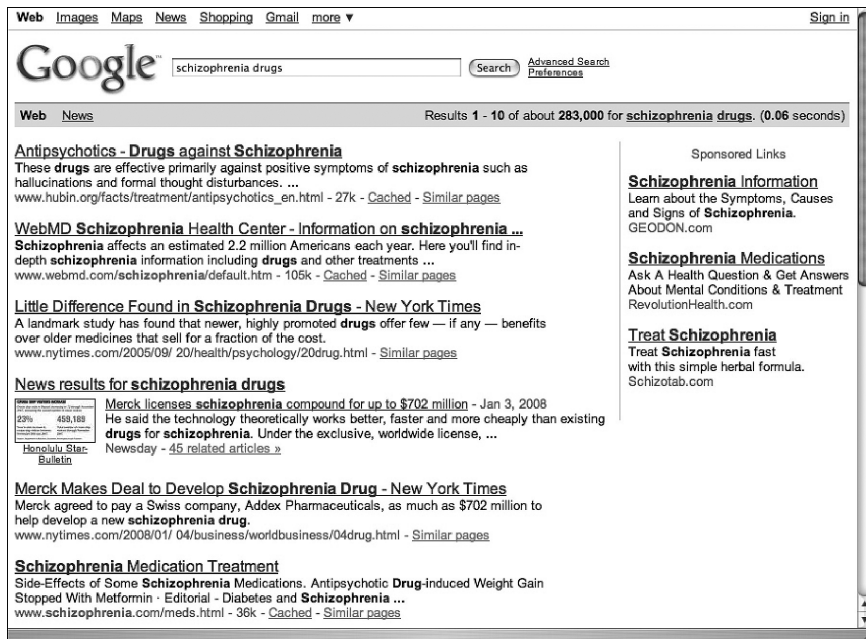 Web Images Maps News Shopping Gmail more ▼ Sign in
Google™ schizophrenia drugs Search Advanced Search
Preferences
Web News Results 1 - 10 of about 283,000 for schizophrenia drugs. (0.06 seconds)
Antipsychotics - Drugs against Schizophrenia
These drugs are effective primarily against positive symptoms of schizophrenia such as
hallucinations and formal thought disturbances. ...
www.hubin.org/facts/treatment/antipsychotics_en.html - 27k - Cached - Similar pages
WebMD Schizophrenia Health Center - Information on schizophrenia ...
Schizophrenia affects an estimated 2.2 million Americans each year. Here you'll find in-
depth schizophrenia information including drugs and other treatments ...
www.webmd.com/schizophrenia/default.htm - 105k - Cached - Similar pages
Little Difference Found in Schizophrenia Drugs - New York Times
A landmark study has found that newer, highly promoted drugs offer few — if any — benefits
over older medicines that sell for a fraction of the cost.
www.nytimes.com/2005/09/ 20/health/psychology/20drug.html - Similar pages
News results for schizophrenia drugs
23% 459,185
Honolulu Star-
Bulletin
Merck licenses schizophrenia compound for up to $702 million - Jan 3, 2008
He said the technology theoretically works better, faster and more cheaply than existing
drugs for schizophrenia. Under the exclusive, worldwide license, ...
Newsday - 45 related articles »
Merck Makes Deal to Develop Schizophrenia Drug - New York Times
Merck agreed to pay a Swiss company, Addex Pharmaceuticals, as much as $702 million to
help develop a new schizophrenia drug.
www.nytimes.com/2008/01/ 04/business/worldbusiness/04drug.html - Similar pages
Schizophrenia Medication Treatment
Side-Effects of Some Schizophrenia Medications. Antipsychotic Drug-induced Weight Gain
Stopped With Metformin · Editorial - Diabetes and Schizophrenia ...
www.schizophrenia.com/meds.html - 36k - Cached - Similar pages
Sponsored Links
Schizophrenia Information
Learn about the Symptoms, Causes
and Signs of Schizophrenia.
GEODON.com
Schizophrenia Medications
Ask A Health Question & Get Answers
About Mental Conditions & Treatment
RevolutionHealth.com
Treat Schizophrenia
Treat Schizophrenia fast
with this simple herbal formula.
Schizotab.com